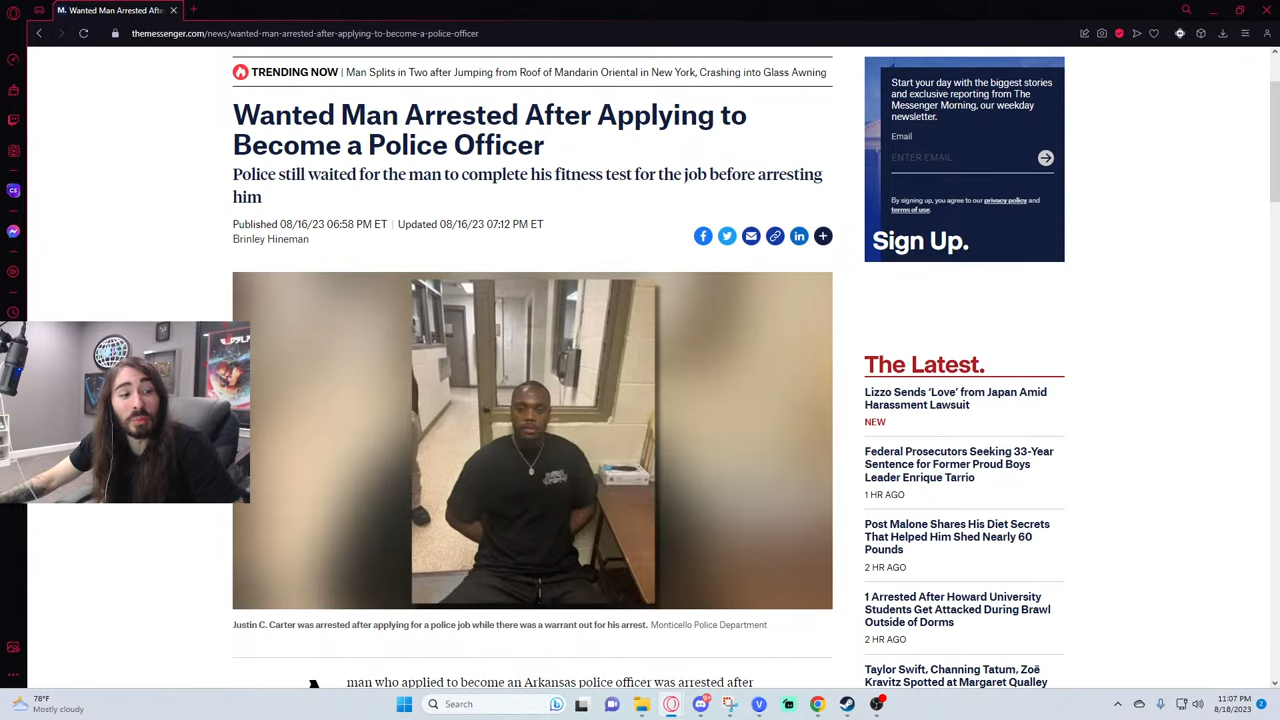 M. Wanted Man Arrested Afte
themessenger.com/news/wanted-man-arrested-after-applying-to-become-a-police-officer
TRENDING NOW | Man Splits in Two after Jumping from Roof of Mandarin Oriental in New York, Crashing into Glass Awning
Wanted Man Arrested After Applying to
Become a Police Officer
Police still waited for the man to complete his fitness test for the job before arresting
him
Published 08/16/23 06:58 PM ET | Updated 08/16/23 07:12 PM ET
Brinley Hineman
Justin C. Carter was arrested after applying for a police job while there was a warrant out for his arrest. Monticello Police Department
man who applied to become an Arkansas police officer was arrested after
Start your day with the biggest stories
and exclusive reporting from The
Messenger Morning, our weekday
newsletter.
Email
ENTER EMAIL
By signing up, you agree to our privacy policy and
terms of use.
Sign Up.
The Latest.
Lizzo Sends ‘Love’ from Japan Amid
Harassment Lawsuit
NEW
Federal Prosecutors Seeking 33-Year
Sentence for Former Proud Boys
Leader Enrique Tarrio
1 HR AGO
Post Malone Shares His Diet Secrets
That Helped Him Shed Nearly 60
Pounds
2 HR AGO
1 Arrested After Howard University
Students Get Attacked During Brawl
Outside of Dorms
2 HR AGO
Taylor Swift, Channing Tatum, Zoë
Kravitz Spotted at Margaret Qualley
78°F
Mostly cloudy
Search
11:07 PM
8/18/2023